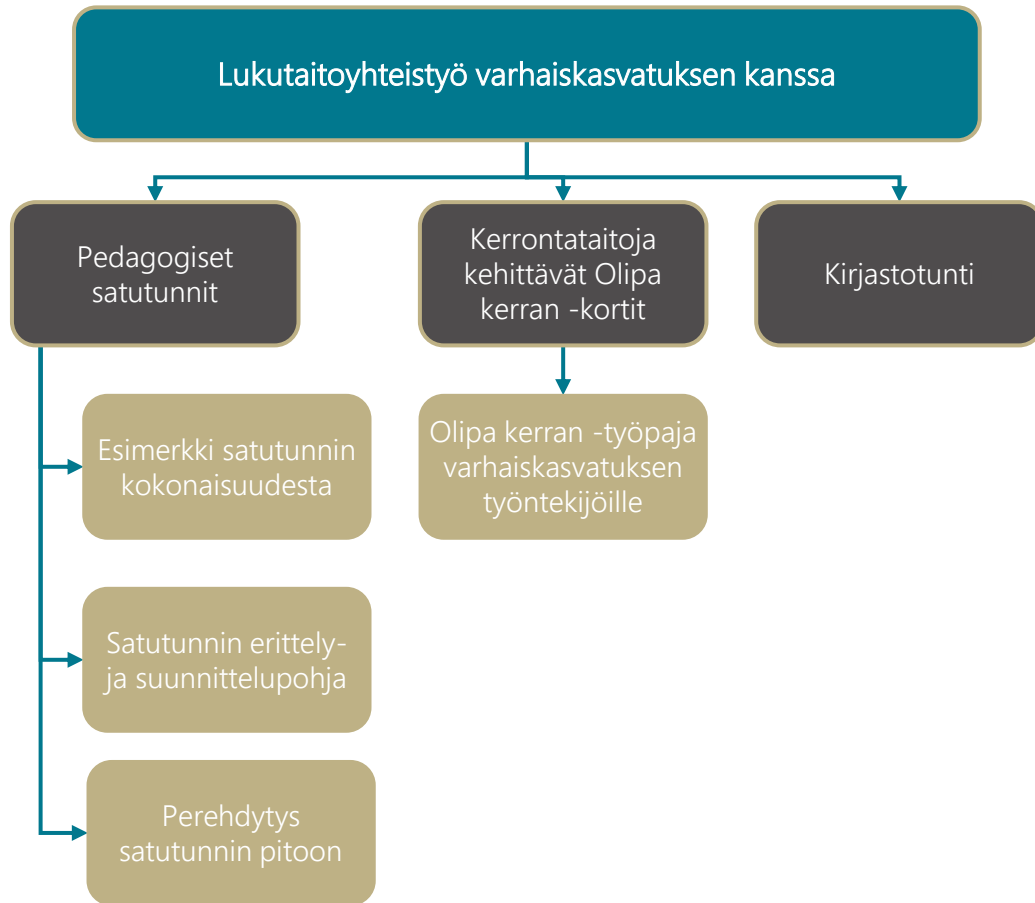 Lukutaitoyhteistyö varhaiskasvatuksen kanssa
Pedagogiset
satutunnit
Kerrontataitoja
kehittävät Olipa
kerran -kortit
Kirjastotunti
Esimerkki satutunnin
kokonaisuudesta
Olipa kerran -työpaja
varhaiskasvatuksen
työntekijöille
Satutunnin erittely-
ja suunnittelupohja
Perehdytys
satutunnin pitoon